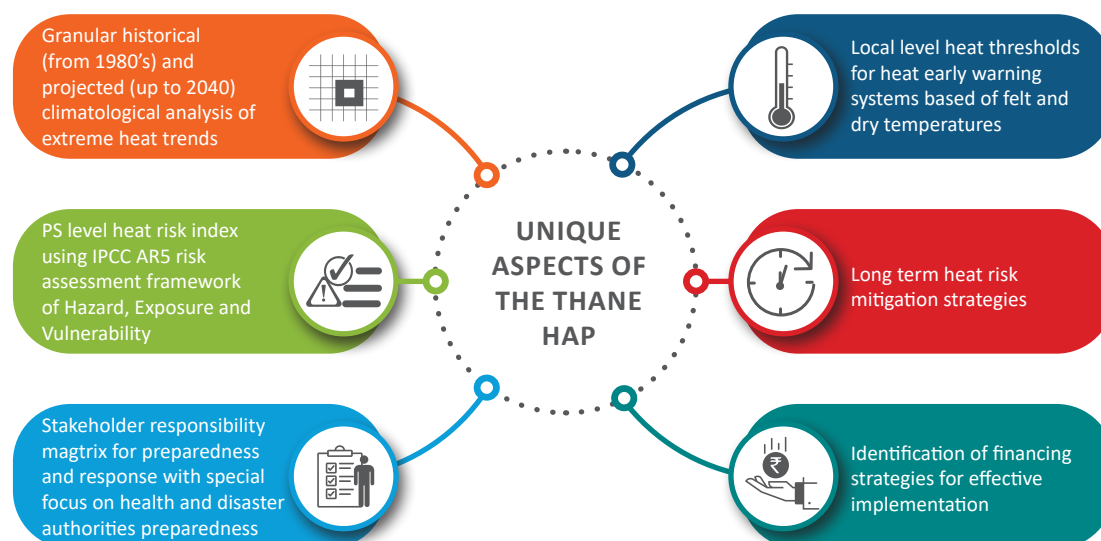 Granular historical
(from 1980's) and
projected (up to 2040)
climatological analysis of
extreme heat trends
Local level heat thresholds
for heat early warning
systems based of felt and
dry temperatures
PS level heat risk index
using IPCC AR5 risk
assessment framework
of Hazard, Exposure and
Vulnerability
UNIQUE
ASPECTS OF
THE THANE
HAP
Long term heat risk
mitigation strategies
Stakeholder responsibility
magtrix for preparedness
and response with special
focus on health and disaster
authorities preparedness
₹
Identification of financing
strategies for effective
implementation